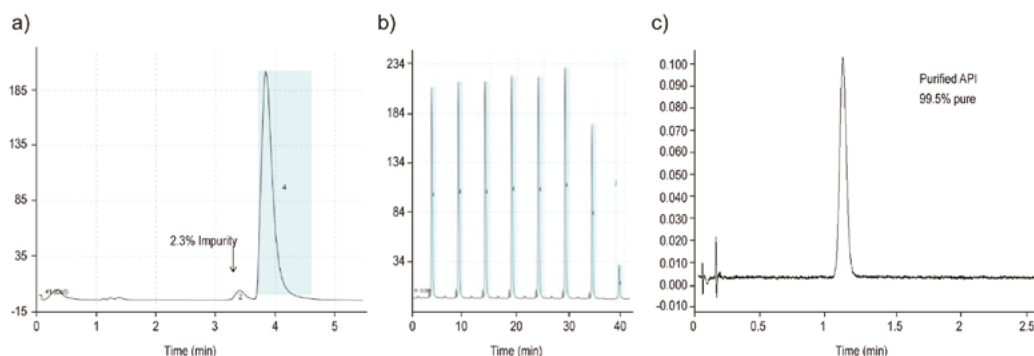 a)
185
135
85
35
-15
2.3% Impurity
4
2
0 1 2 3 4 5
Time (min)
b)
234
184
134
84
34
0 10 20 30 40
Time (min)
c)
0.100
0.090
0.080
0.070
0.060
0.050
0.040
0.030
0.020
0.010
0.000
-0.010
Purified API
99.5% pure
0 0.5 1 1.5 2 2.5
Time (min)